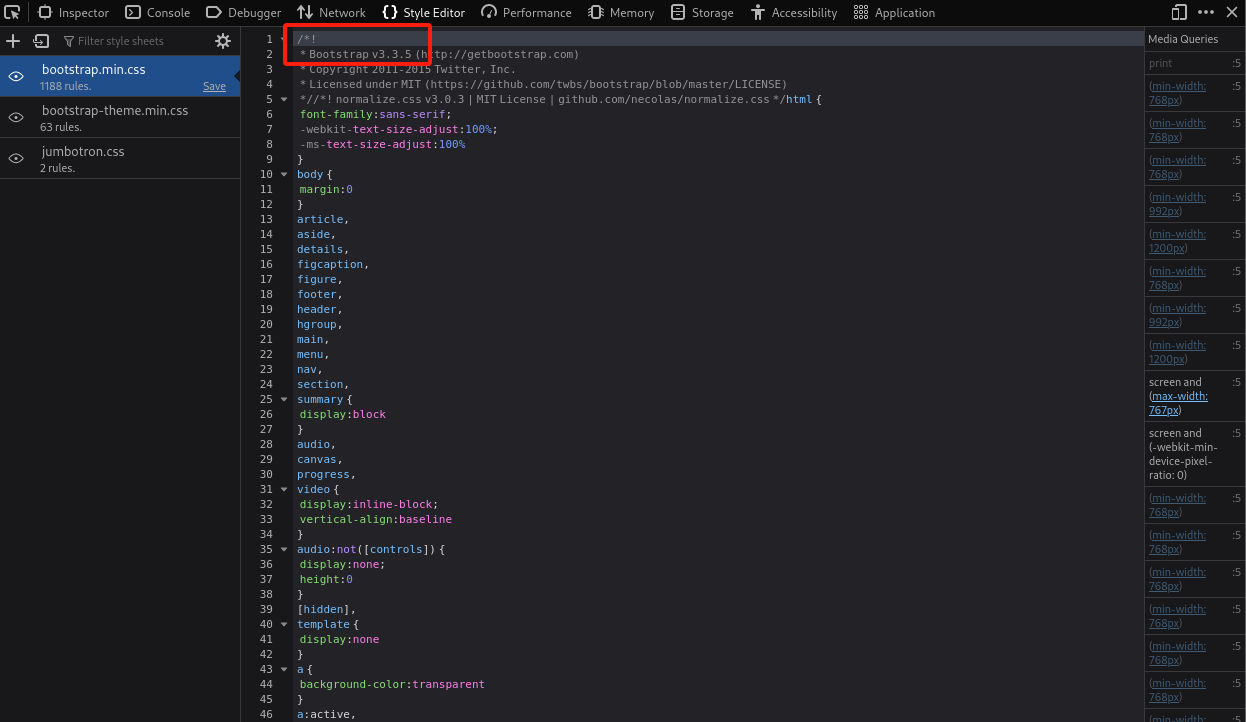 Inspector Console Debugger Network Style Editor Performance Memory Storage Accessibility Application
Filter style sheets
bootstrap.min.css
1188 rules. Save
bootstrap-theme.min.css
63 rules.
jumbotron.css
2 rules.
1 /*!
2 * Bootstrap v3.3.5 (http://getbootstrap.com)
3 * Copyright 2011-2015 Twitter, Inc.
4 * Licensed under MIT (https://github.com/twbs/bootstrap/blob/master/LICENSE)
5 *//*! normalize.css v3.0.3 | MIT License | github.com/necolas/normalize.css */html {
6 font-family:sans-serif;
7 -webkit-text-size-adjust:100%;
8 -ms-text-size-adjust:100%
9 }
10 body {
11 margin:0
12 }
13 article,
14 aside,
15 details,
16 figcaption,
17 figure,
18 footer,
19 header,
20 hgroup,
21 main,
22 menu,
23 nav,
24 section,
25 summary {
26 display:block
27 }
28 audio,
29 canvas,
30 progress,
31 video {
32 display:inline-block;
33 vertical-align:baseline
34 }
35 audio:not([controls]) {
36 display:none;
37 height:0
38 }
39 [hidden],
40 template {
41 display:none
42 }
43 a {
44 background-color:transparent
45 }
46 a:active,
Media Queries
print :5
(min-width: :5
768px)
(min-width: :5
768px)
(min-width: :5
768px)
(min-width: :5
992px)
(min-width: :5
1200px)
(min-width: :5
768px)
(min-width: :5
992px)
(min-width: :5
1200px)
screen and :5
(max-width:
767px)
screen and :5
(-webkit-min-
device-pixel-
ratio: 0)
(min-width: :5
768px)
(min-width: :5
768px)
(min-width: :5
768px)
(min-width: :5
768px)
(min-width: :5
768px)
(min-width: :5
768px)
(min-width: :5